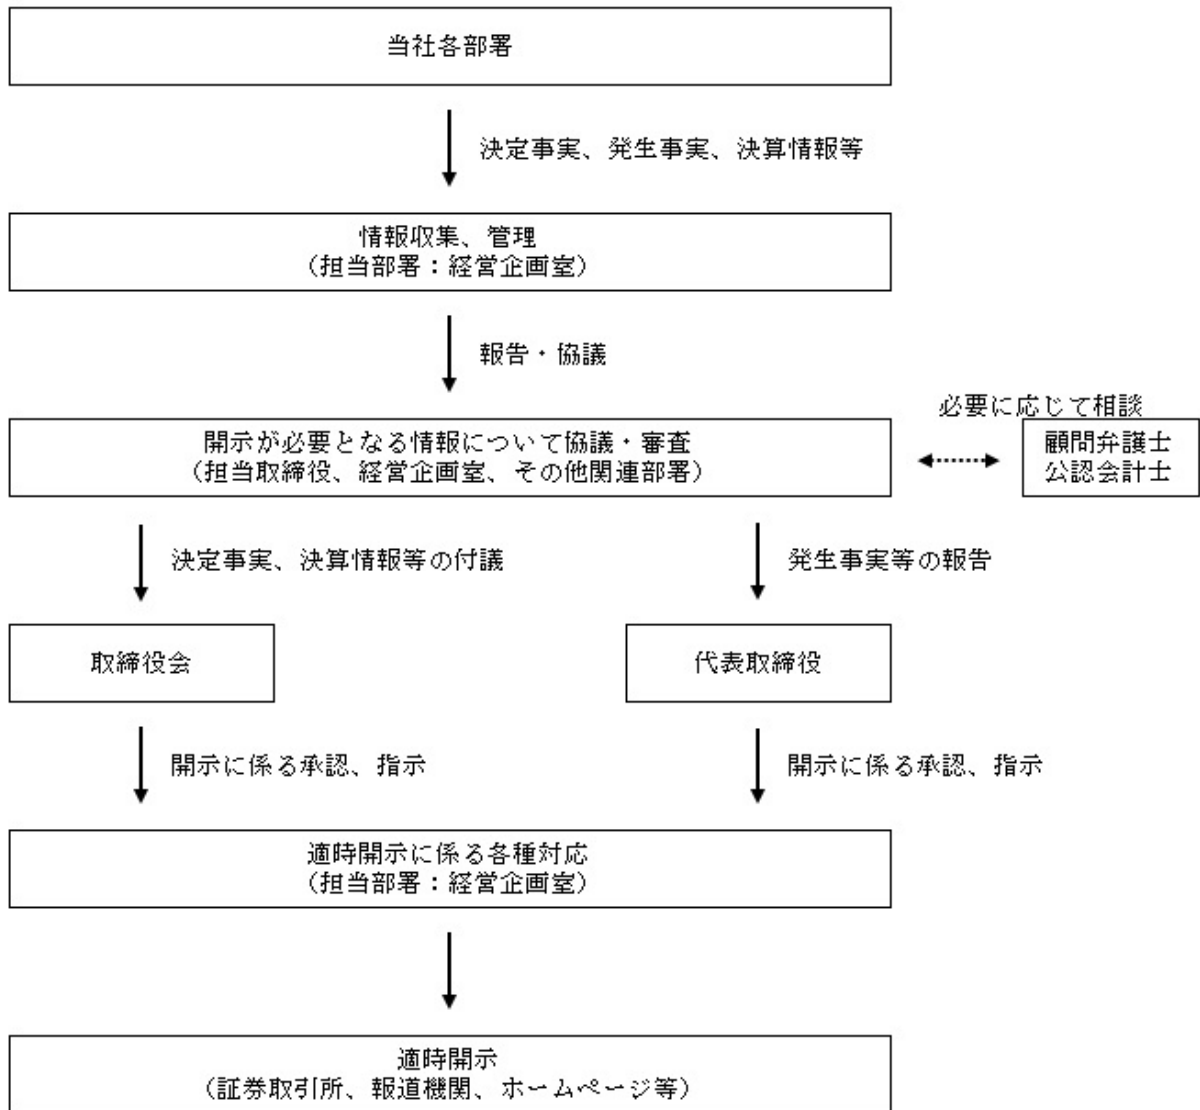 当社各部署
決定事実、発生事実、決算情報等
情報収集、管理
（担当部署：経営企画室）
報告・協議
必要に応じて相談
開示が必要となる情報について協議・審査
（担当取締役、経営企画室、その他関連部署）
顧問弁護士
公認会計士
決定事実、決算情報等の付議
発生事実等の報告
取締役会
代表取締役
開示に係る承認、指示
開示に係る承認、指示
適時開示に係る各種対応
（担当部署：経営企画室）
適時開示
（証券取引所、報道機関、ホームページ等）